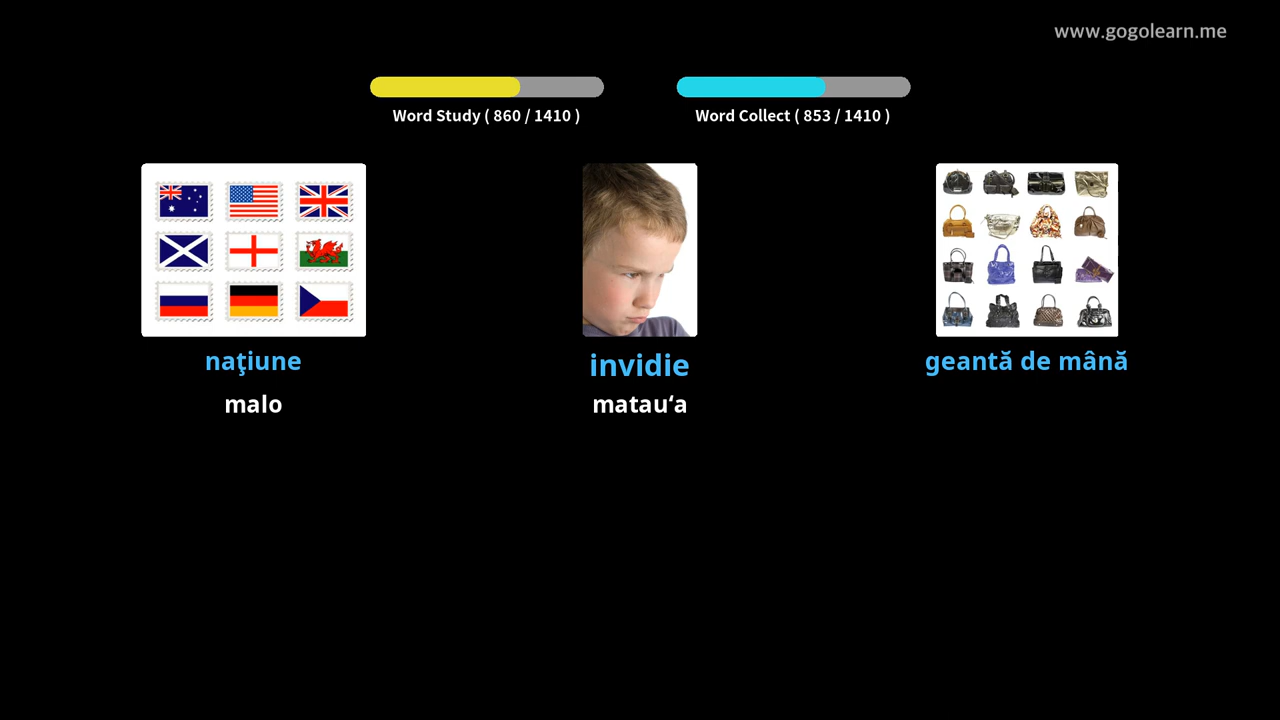 www.gogolearn.me
Word Study ( 860 / 1410 )
Word Collect ( 853 / 1410 )
naţiune
invidie
geantă de mână
malo
matau‘a